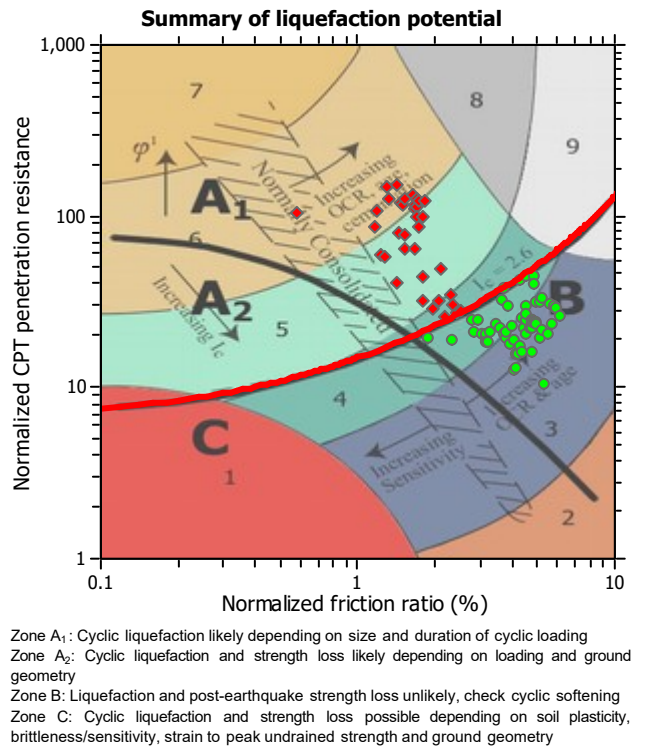 Summary of liquefaction potential
Normalized CPT penetration resistance
1,000
100
10
1
0.1
1
10
Normalized friction ratio (%)
7
8
9
φ'
A1
Increasing
OCR, age,
cementation
Normally Consolidated
6
A2
Increasing Ic
5
Ic = 2.6
B
4
Increasing
OCR & age
3
C
1
Increasing
Sensitivity
2
Zone A1: Cyclic liquefaction likely depending on size and duration of cyclic loading
Zone A2: Cyclic liquefaction and strength loss likely depending on loading and ground
geometry
Zone B: Liquefaction and post-earthquake strength loss unlikely, check cyclic softening
Zone C: Cyclic liquefaction and strength loss possible depending on soil plasticity,
brittleness/sensitivity, strain to peak undrained strength and ground geometry